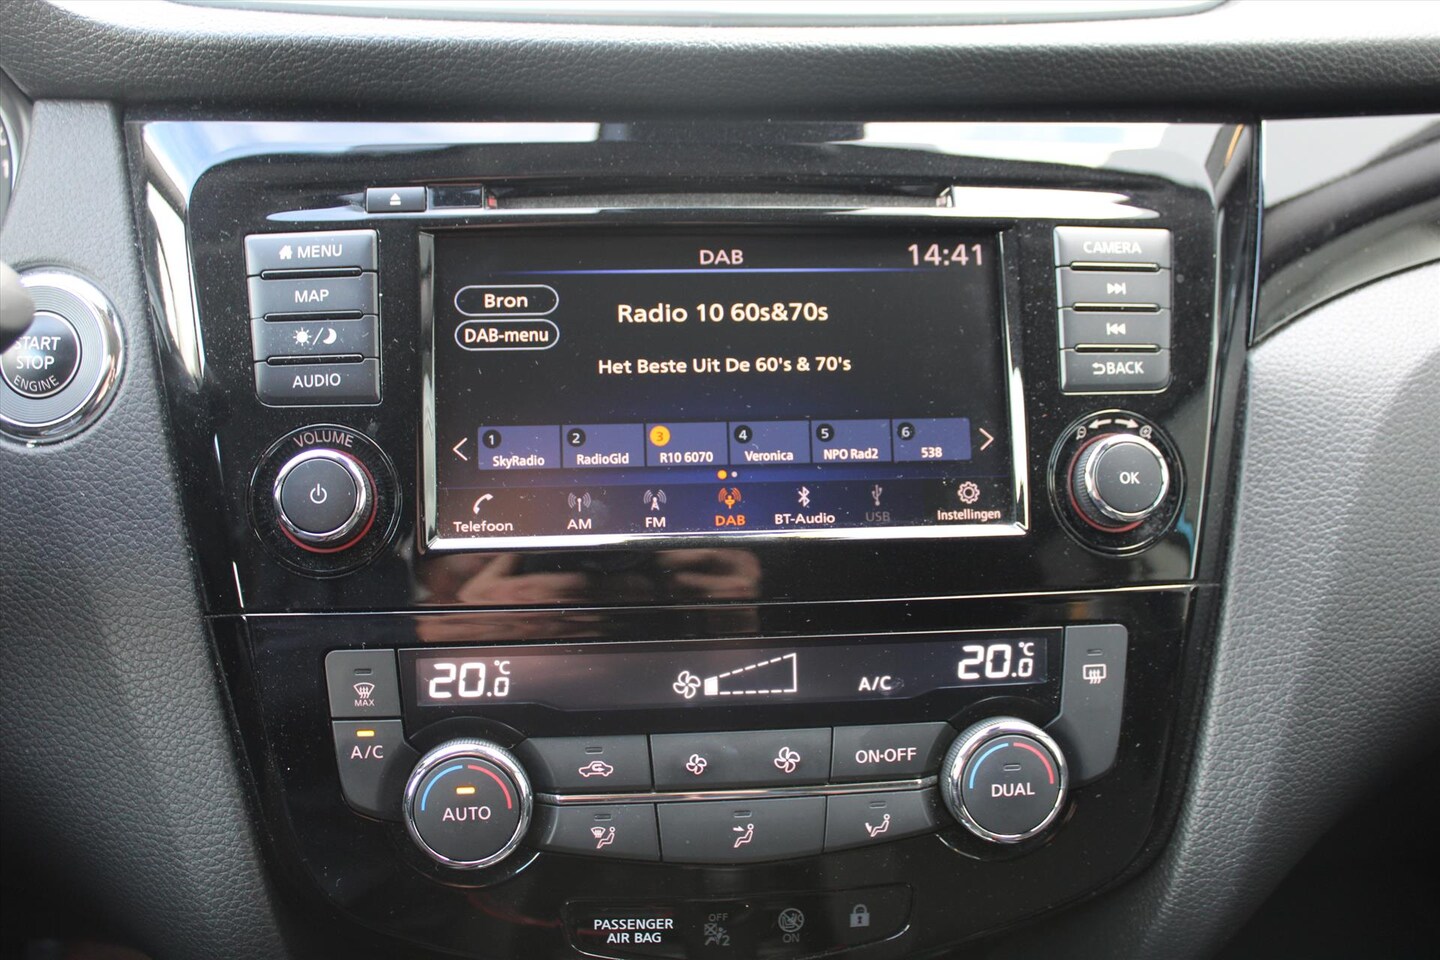 DAB
14:41
MENU
MAP
AUDIO
VOLUME
START
STOP
ENGINE
Bron
DAB-menu
Radio 10 60s&70s
Het Beste Uit De 60's & 70's
1 SkyRadio
2 RadioGld
3 R10 6070
4 Veronica
5 NPO Rad2
6 538
Telefoon
AM
FM
DAB
BT-Audio
USB
Instellingen
CAMERA
BACK
OK
20.0 °C
A/C
20.0 °C
MAX
A/C
AUTO
ON·OFF
DUAL
PASSENGER
AIR BAG
OFF
2
ON